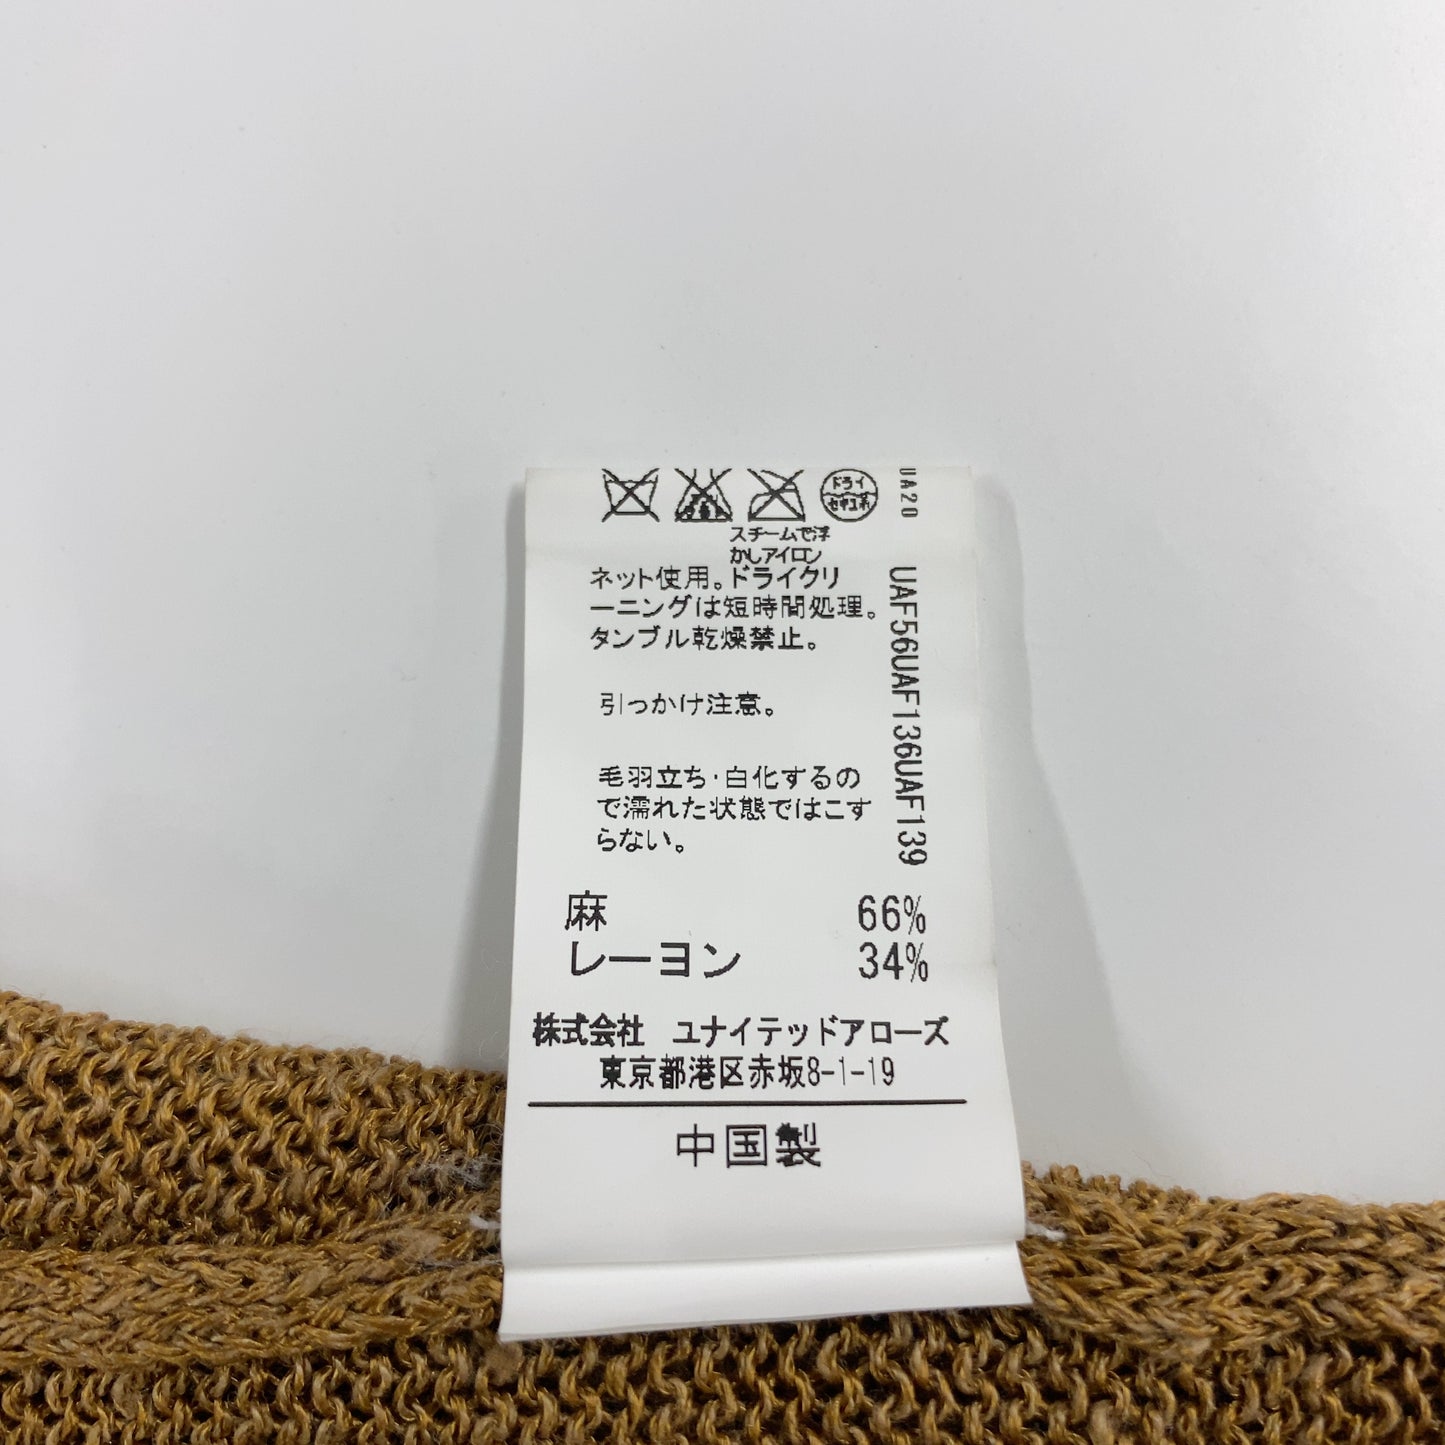 ドライ
セキユ系
UA20
スチームで浮
かしアイロン
ネット使用。ドライクリ
ーニングは短時間処理。
タンブル乾燥禁止。
引っかけ注意。
毛羽立ち・白化するの
で濡れた状態ではこす
らない。
UAF56UAF136UAF139
麻 66%
レーヨン 34%
株式会社 ユナイテッドアローズ
東京都港区赤坂8-1-19
中国製